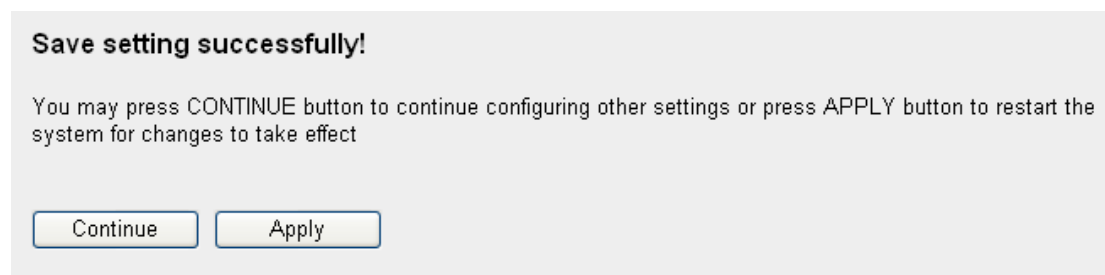 Save setting successfully!
You may press CONTINUE button to continue configuring other settings or press APPLY button to restart the
system for changes to take effect
Continue
Apply